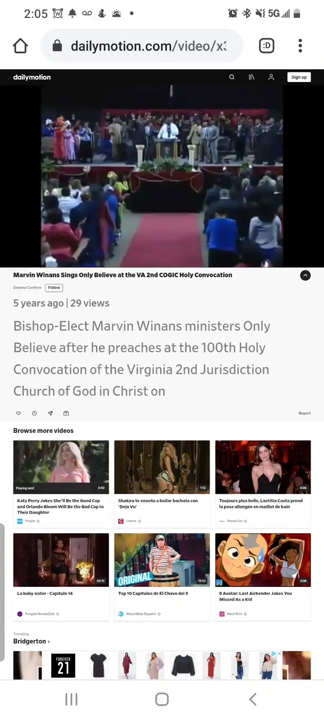 2:05
5G
dailymotion.com/video/x
:D
dailymotion
Sign up
Marvin Winans Sings Only Believe at the VA 2nd COGIC Holy Convocation
Follow
5 years ago | 29 views
Bishop-Elect Marvin Winans ministers Only
Believe after he preaches at the 100th Holy
Convocation of the Virginia 2nd Jurisdiction
Church of God in Christ on
Report
Browse more videos
Playing next
Katy Perry Jokes She'll Be the Good Cop
and Orlando Bloom Will be the Bad Cop to
Their Daughter
People
Shakira te enseña a bailar bachata con
'Deja Vu'
Toujours plus belle, Laetitia Casta prend
la pose allongée en maillot de bain
La baby sister - Capítulo 14
ORIGINAL
Top 10 Capítulos de El Chavo del 8
8 Avatar: Last Airbender Jokes You
Missed As a Kid
Trending
Bridgerton ›
FOREVER
21